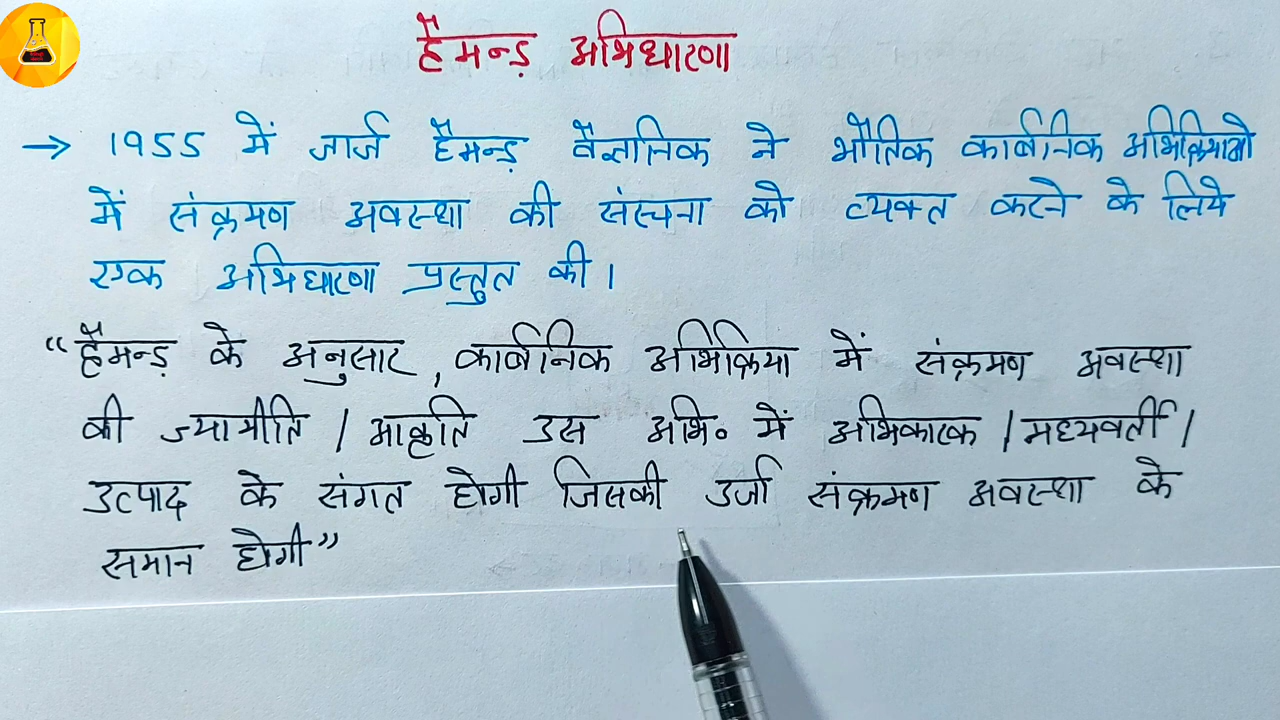 हैमन्ड़ अभिधारणा
→ 1955 में जार्ज हैमन्ड़ वैज्ञानिक ने भौतिक कार्बनिक अभिक्रियाओ
में संक्रमण अवस्था की संरचना को व्यक्त करने के लिये
एक अभिधारणा प्रस्तुत की।
“हैमन्ड़ के अनुसार, कार्बनिक अभिक्रिया में संक्रमण अवस्था
की ज्यामीति / आकृति उस अभि० में अभिकारक / मध्यवर्ती /
उत्पाद के संगत होगी जिसकी उर्जा संक्रमण अवस्था के
समान होगी”